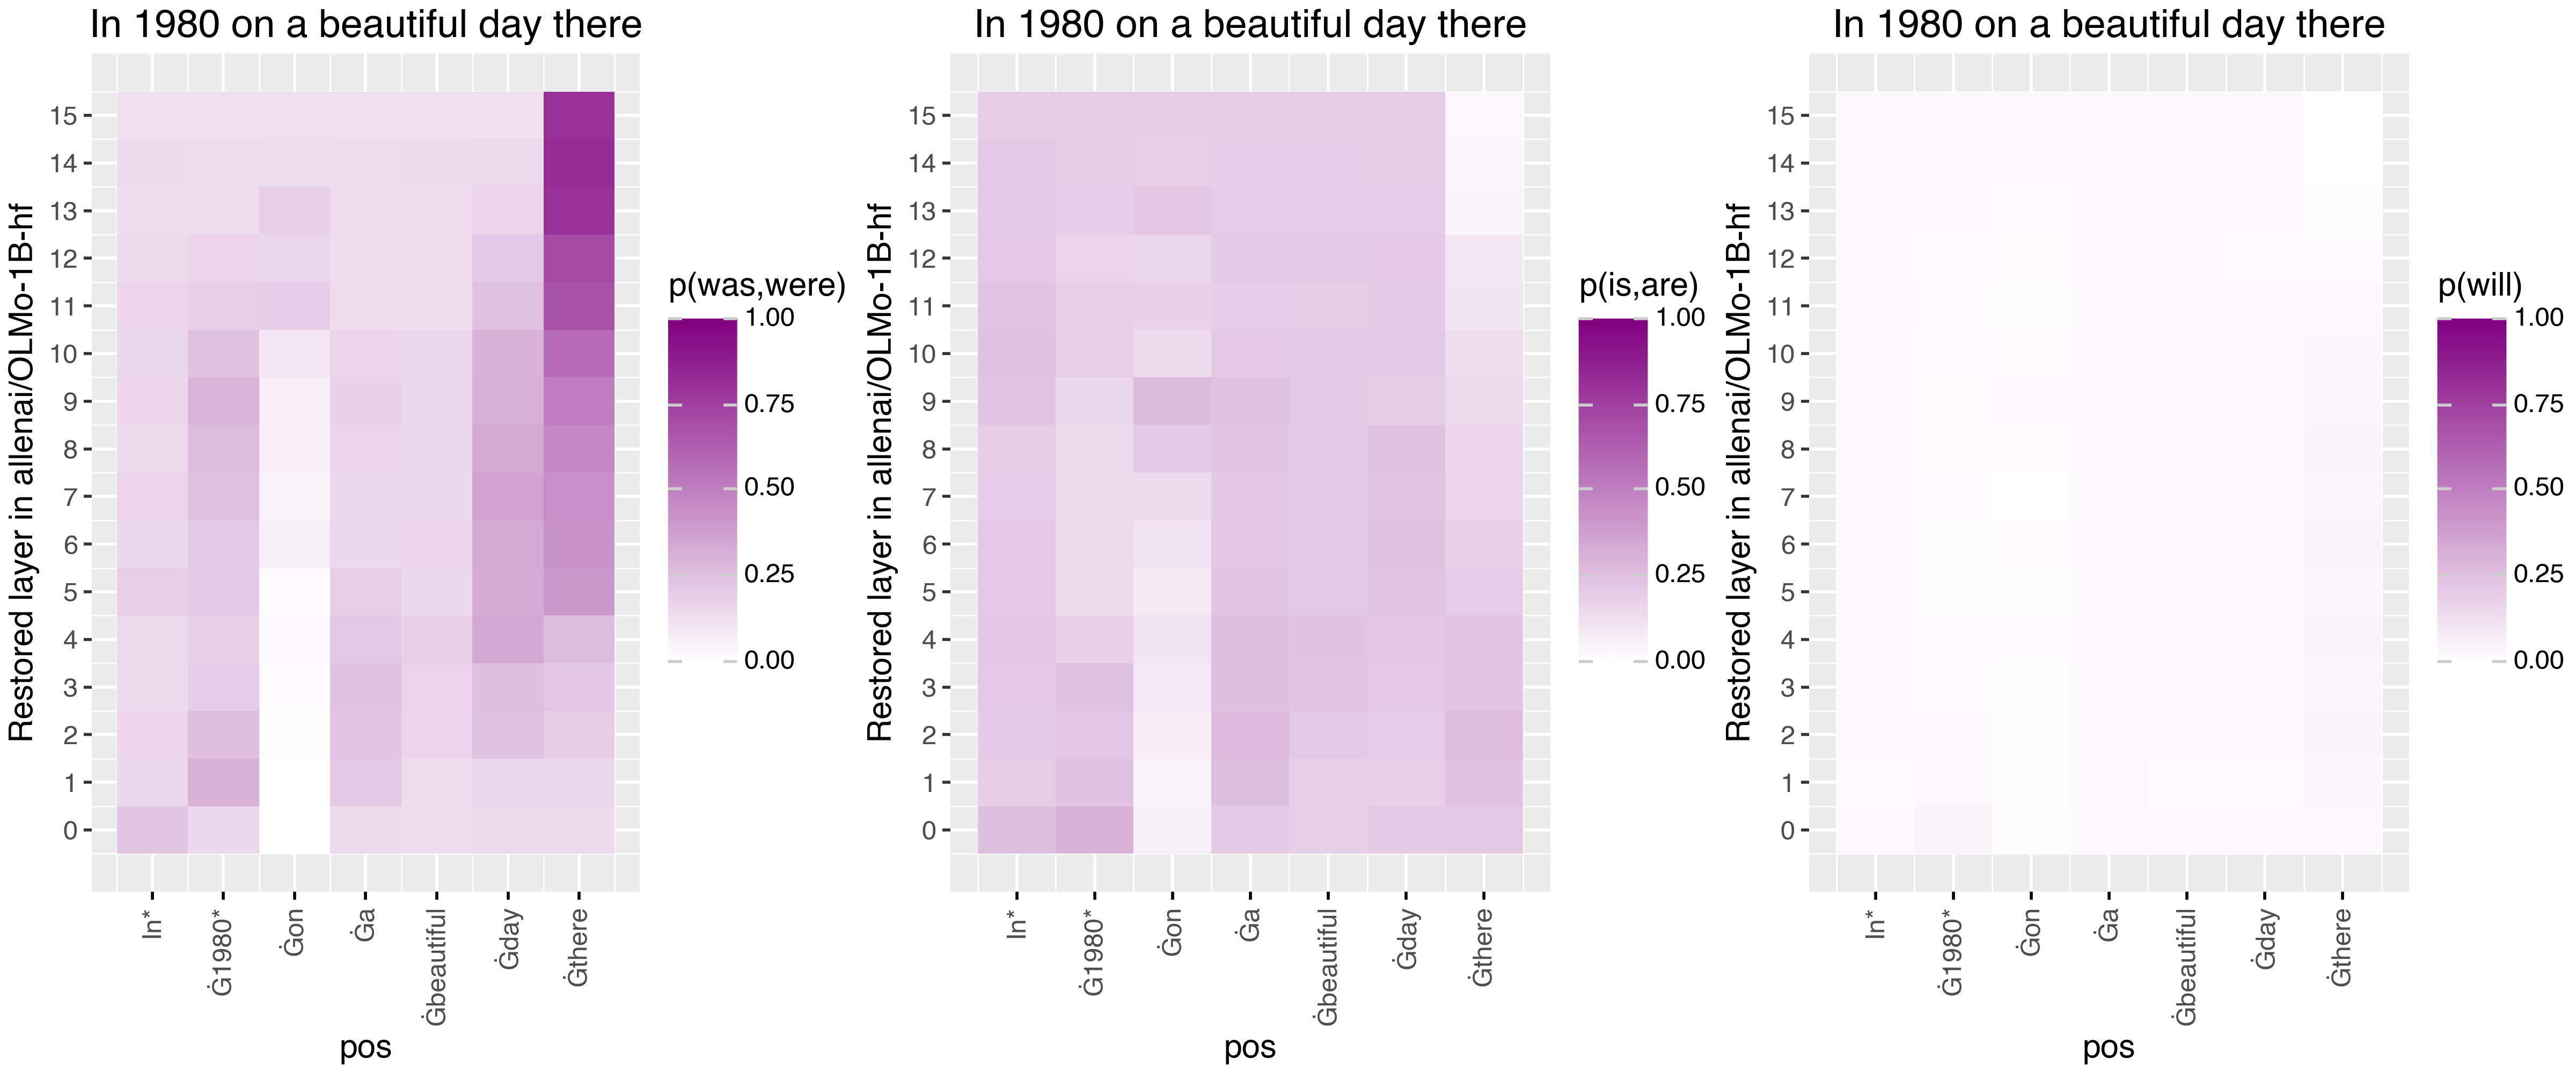 In 1980 on a beautiful day there
Restored layer in allenai/OLMo-1B-hf
15
14
13
12
11
10
9
8
7
6
5
4
3
2
1
0
In*
Ġ1980*
Ġon
Ġa
Ġbeautiful
Ġday
Ġthere
pos
p(was,were)
1.00
0.75
0.50
0.25
0.00
In 1980 on a beautiful day there
Restored layer in allenai/OLMo-1B-hf
15
14
13
12
11
10
9
8
7
6
5
4
3
2
1
0
In*
Ġ1980*
Ġon
Ġa
Ġbeautiful
Ġday
Ġthere
pos
p(is,are)
1.00
0.75
0.50
0.25
0.00
In 1980 on a beautiful day there
Restored layer in allenai/OLMo-1B-hf
15
14
13
12
11
10
9
8
7
6
5
4
3
2
1
0
In*
Ġ1980*
Ġon
Ġa
Ġbeautiful
Ġday
Ġthere
pos
p(will)
1.00
0.75
0.50
0.25
0.00